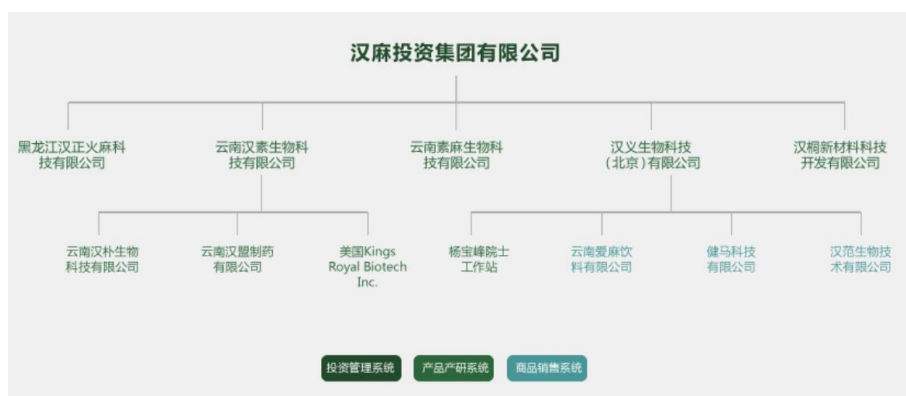 汉麻投资集团有限公司
黑龙江汉正火麻科
技有限公司
云南汉素生物科
技有限公司
云南素麻生物科
技有限公司
汉义生物科技
（北京）有限公司
汉桐新材料科技
开发有限公司
云南汉朴生物
科技有限公司
云南汉盟制药
有限公司
美国Kings
Royal Biotech
Inc.
杨宝峰院士
工作站
云南爱麻饮
料有限公司
健马科技
有限公司
汉范生物技
术有限公司
投资管理系统
产品产研系统
商品销售系统